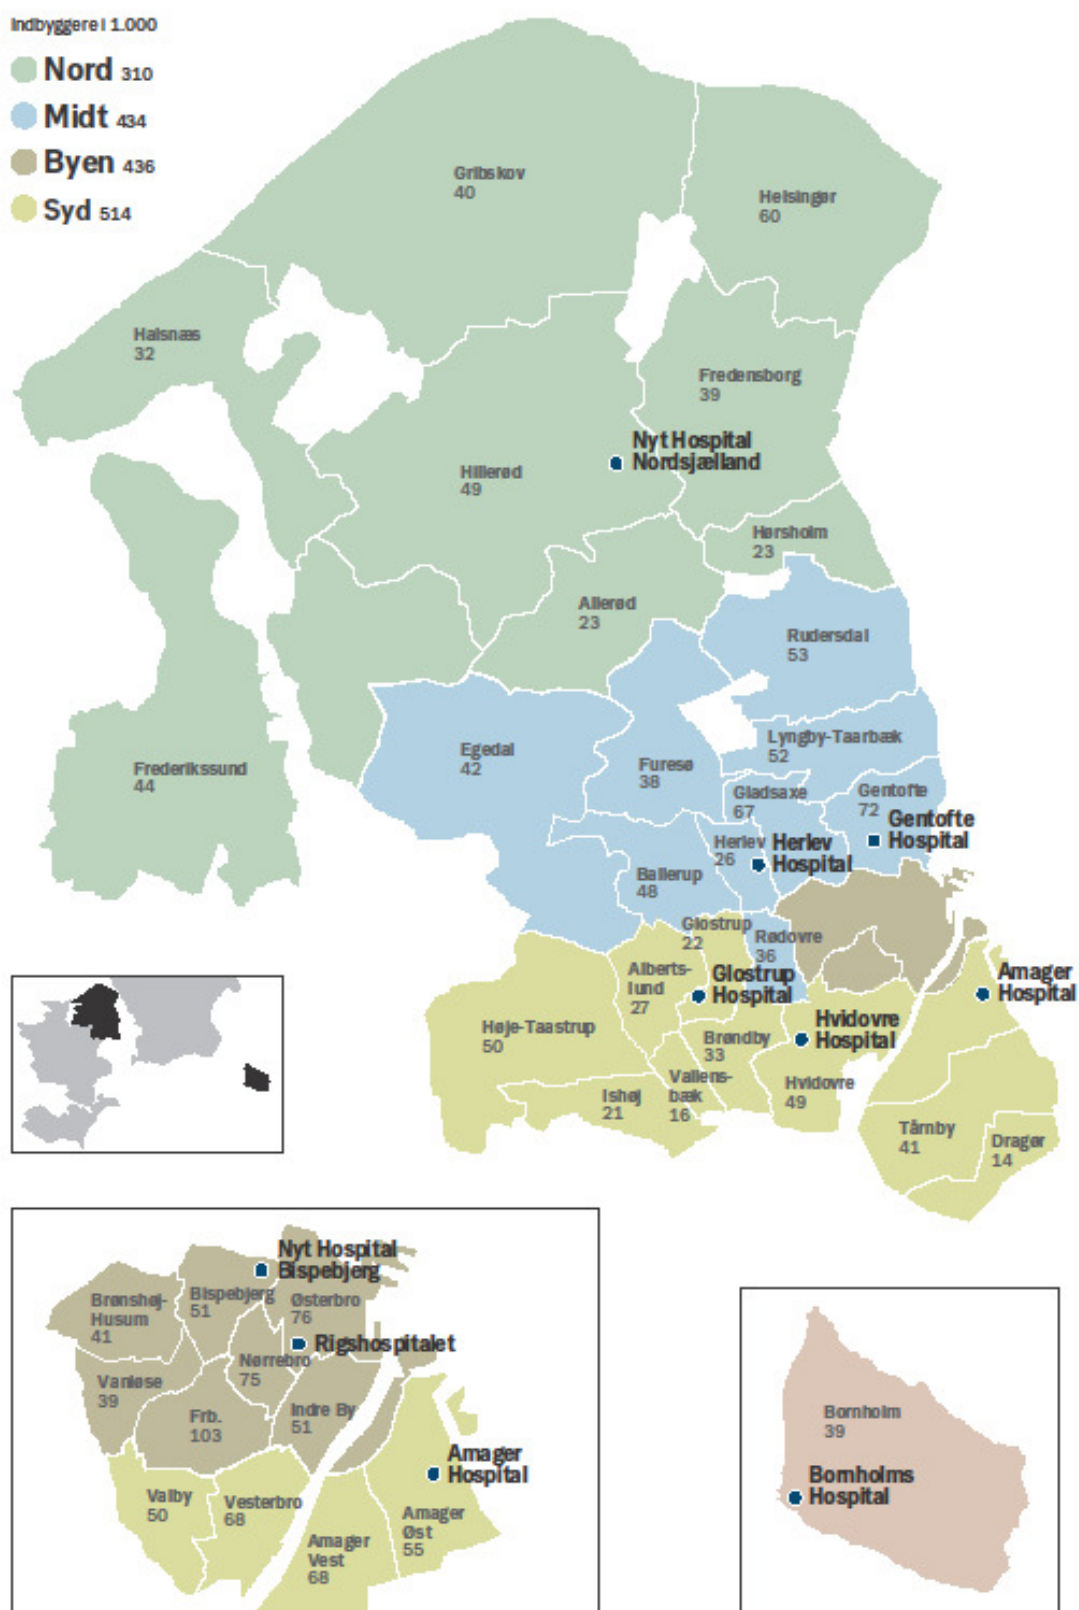 Indbyggere i 1.000
Nord 310
Midt 434
Byen 436
Syd 514
Gribskov
40
Helsingør
60
Halsnæs
32
Fredensborg
39
Nyt Hospital
Nordsjælland
Hillerød
49
Hørsholm
23
Allerød
23
Rudersdal
53
Frederikssund
44
Egedal
42
Furesø
38
Lyngby-Taarbæk
52
Gladsaxe
67
Gentofte
72
Gentofte
Hospital
Herlev
26
Herlev
Hospital
Ballerup
48
Glostrup
22
Rødovre
36
Alberts-
lund
27
Glostrup
Hospital
Amager
Hospital
Høje-Taastrup
50
Brøndby
33
Hvidovre
Hospital
Ishøj
21
Vallens-
bæk
16
Hvidovre
49
Tårnby
41
Dragør
14
Nyt Hospital
Bispebjerg
Brønshøj-
Husum
41
Bispebjerg
51
Østerbro
76
Rigshospitalet
Vanløse
39
Nørrebro
75
Frb.
103
Indre By
51
Amager
Hospital
Valby
50
Vesterbro
68
Amager
Vest
68
Amager
Øst
55
Bornholm
39
Bornholms
Hospital